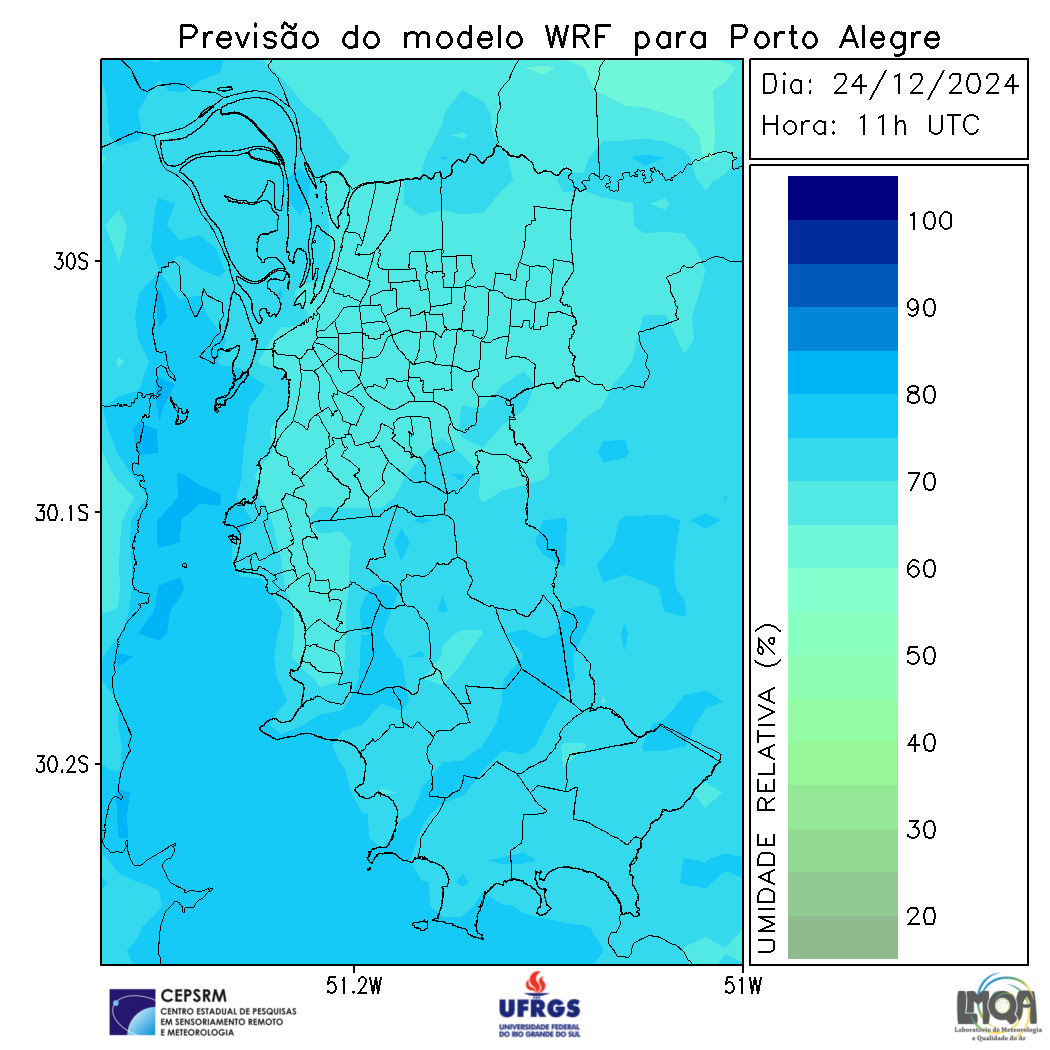 Previsão do modelo WRF para Porto Alegre
Dia: 24/12/2024
Hora: 11h UTC
100
90
80
70
60
50
40
30
20
UMIDADE RELATIVA (%)
30S
30.1S
30.2S
51.2W
51W
CEPSRM
CENTRO ESTADUAL DE PESQUISAS
EM SENSORIAMENTO REMOTO
E METEOROLOGIA
UFRGS
UNIVERSIDADE FEDERAL
DO RIO GRANDE DO SUL
LMQA
Laboratório de Meteorologia
e Qualidade do Ar